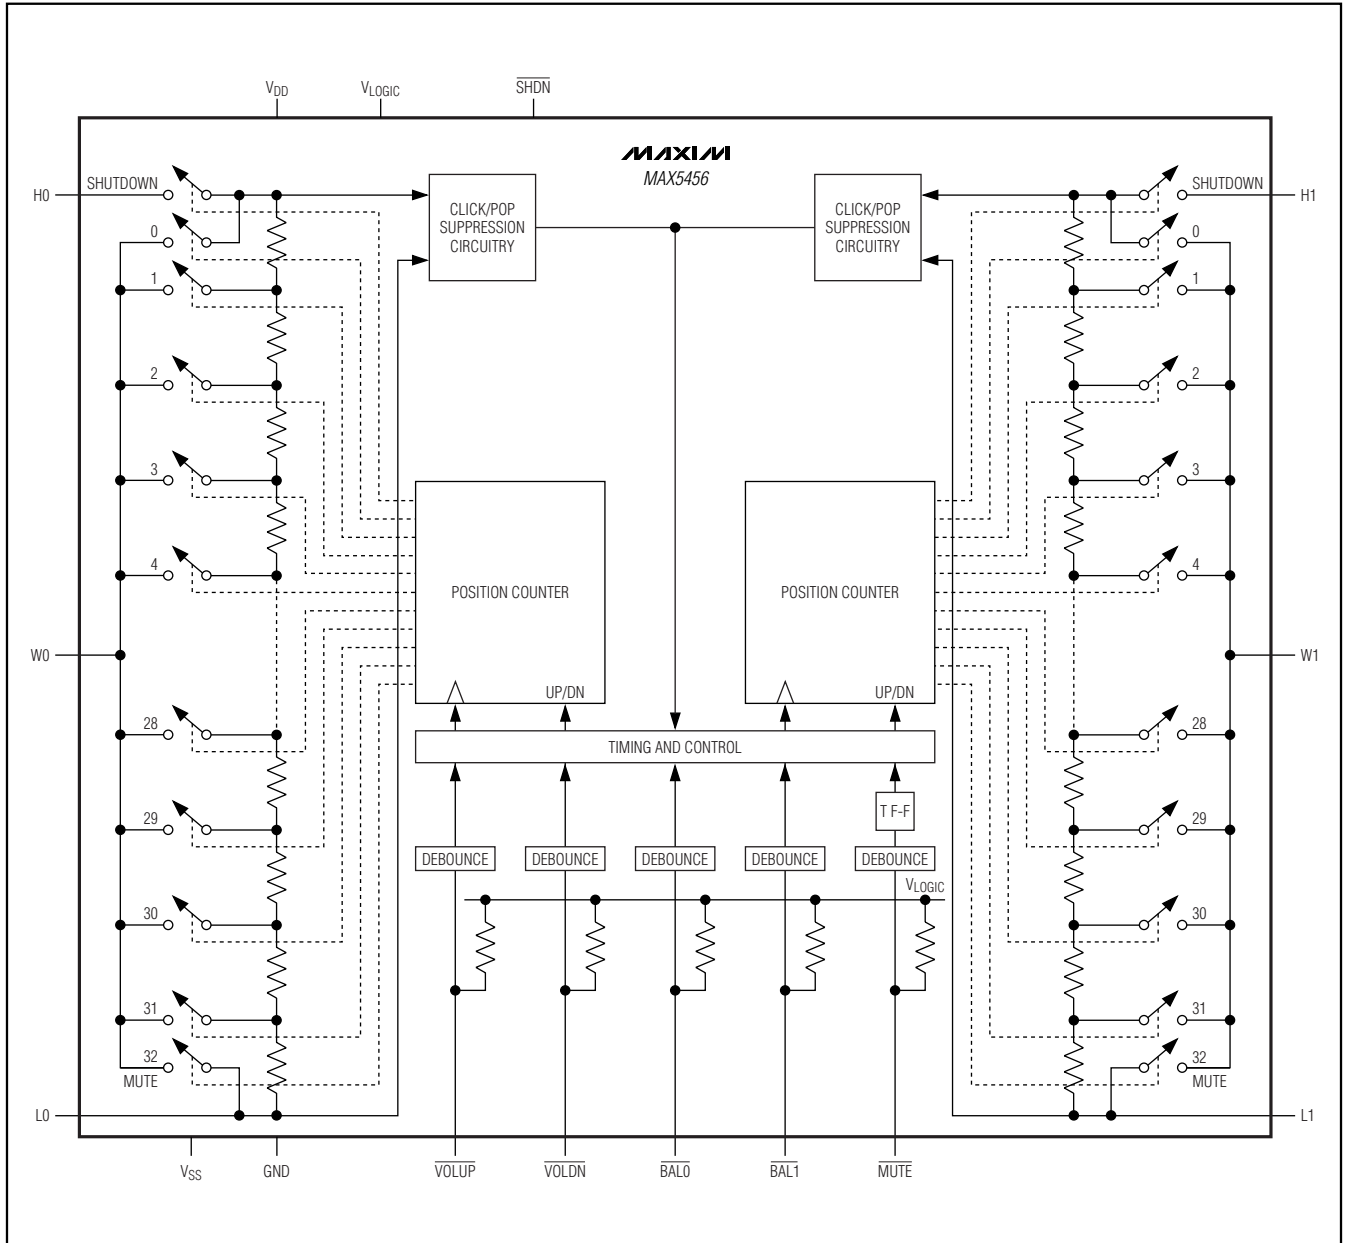 VDD VLOGIC SHDN
MAXIM
MAX5456
H0 SHUTDOWN SHUTDOWN H1
CLICK/POP
SUPPRESSION
CIRCUITRY
CLICK/POP
SUPPRESSION
CIRCUITRY
0 0
1 1
2 2
3 3
4 4
POSITION COUNTER POSITION COUNTER
W0 W1
UP/DN UP/DN
28 28
TIMING AND CONTROL
T F-F
29 29
DEBOUNCE DEBOUNCE DEBOUNCE DEBOUNCE DEBOUNCE
VLOGIC
30 30
31 31
32 32
MUTE MUTE
L0 L1
VSS GND VOLUP VOLDN BAL0 BAL1 MUTE